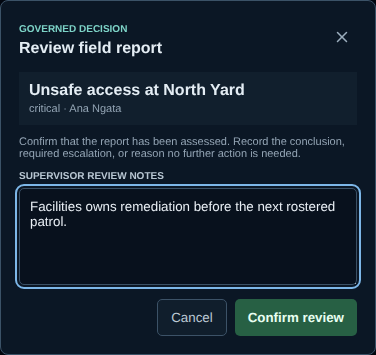 GOVERNED DECISION
Review field report
Unsafe access at North Yard
critical · Ana Ngata
Confirm that the report has been assessed. Record the conclusion,
required escalation, or reason no further action is needed.
SUPERVISOR REVIEW NOTES
Facilities owns remediation before the next rostered
patrol.
Cancel
Confirm review